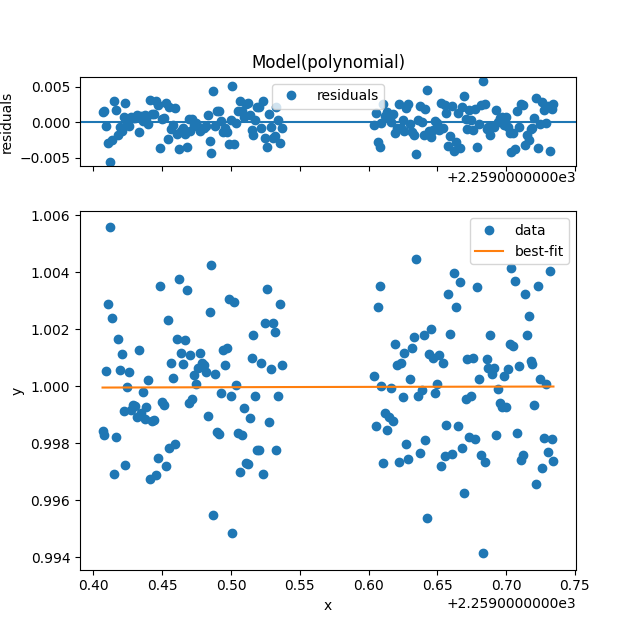 Model(polynomial)
residuals
0.005
0.000
−0.005
residuals
+2.2590000000e3
y
1.006
1.004
1.002
1.000
0.998
0.996
0.994
data
best-fit
0.40 0.45 0.50 0.55 0.60 0.65 0.70 0.75
x
+2.2590000000e3